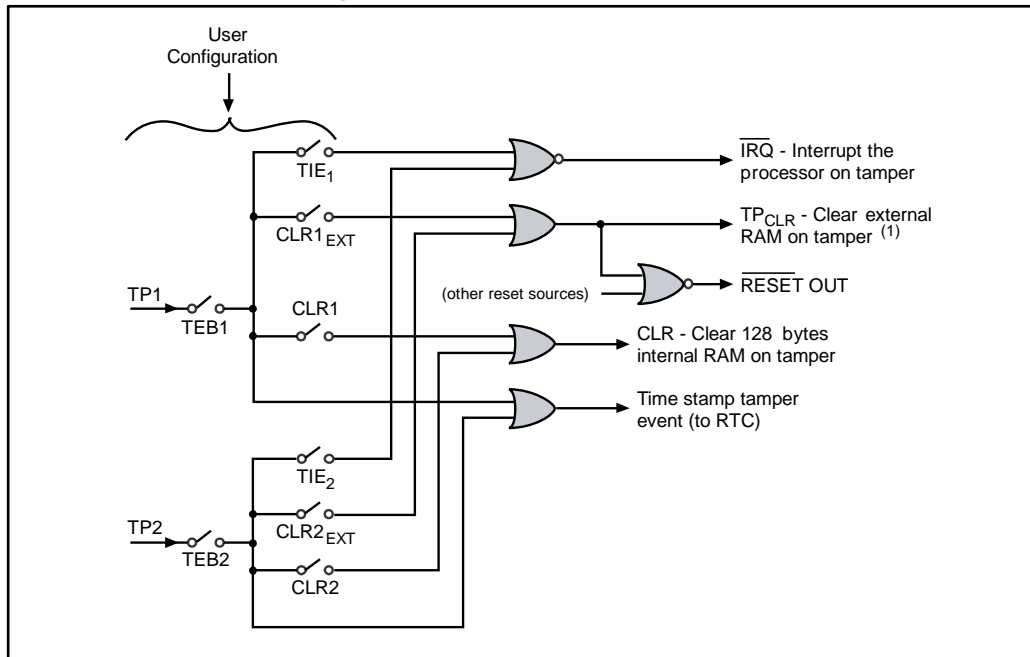 User
Configuration
TIE1
IRQ - Interrupt the
processor on tamper
CLR1EXT
TPCLR - Clear external
RAM on tamper (1)
(other reset sources)
RESET OUT
TP1
TEB1
CLR1
CLR - Clear 128 bytes
internal RAM on tamper
Time stamp tamper
event (to RTC)
TIE2
CLR2EXT
TP2
TEB2
CLR2